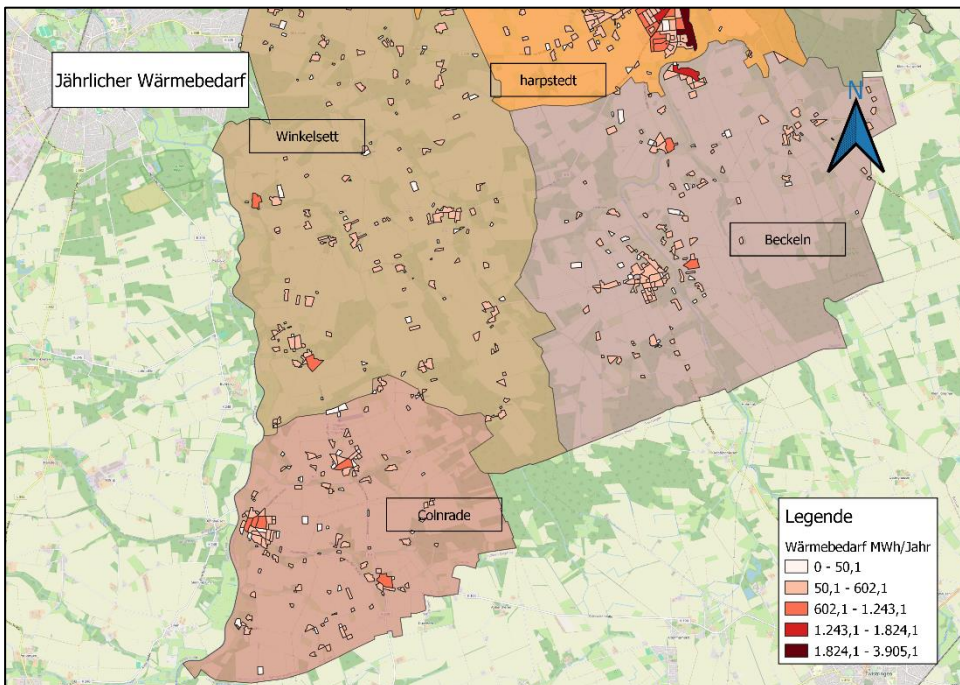 Jährlicher Wärmebedarf
N
harpstedt
Winkelsett
Beckeln
Colnrade
Legende
Wärmebedarf MWh/Jahr
0 - 50,1
50,1 - 602,1
602,1 - 1.243,1
1.243,1 - 1.824,1
1.824,1 - 3.905,1